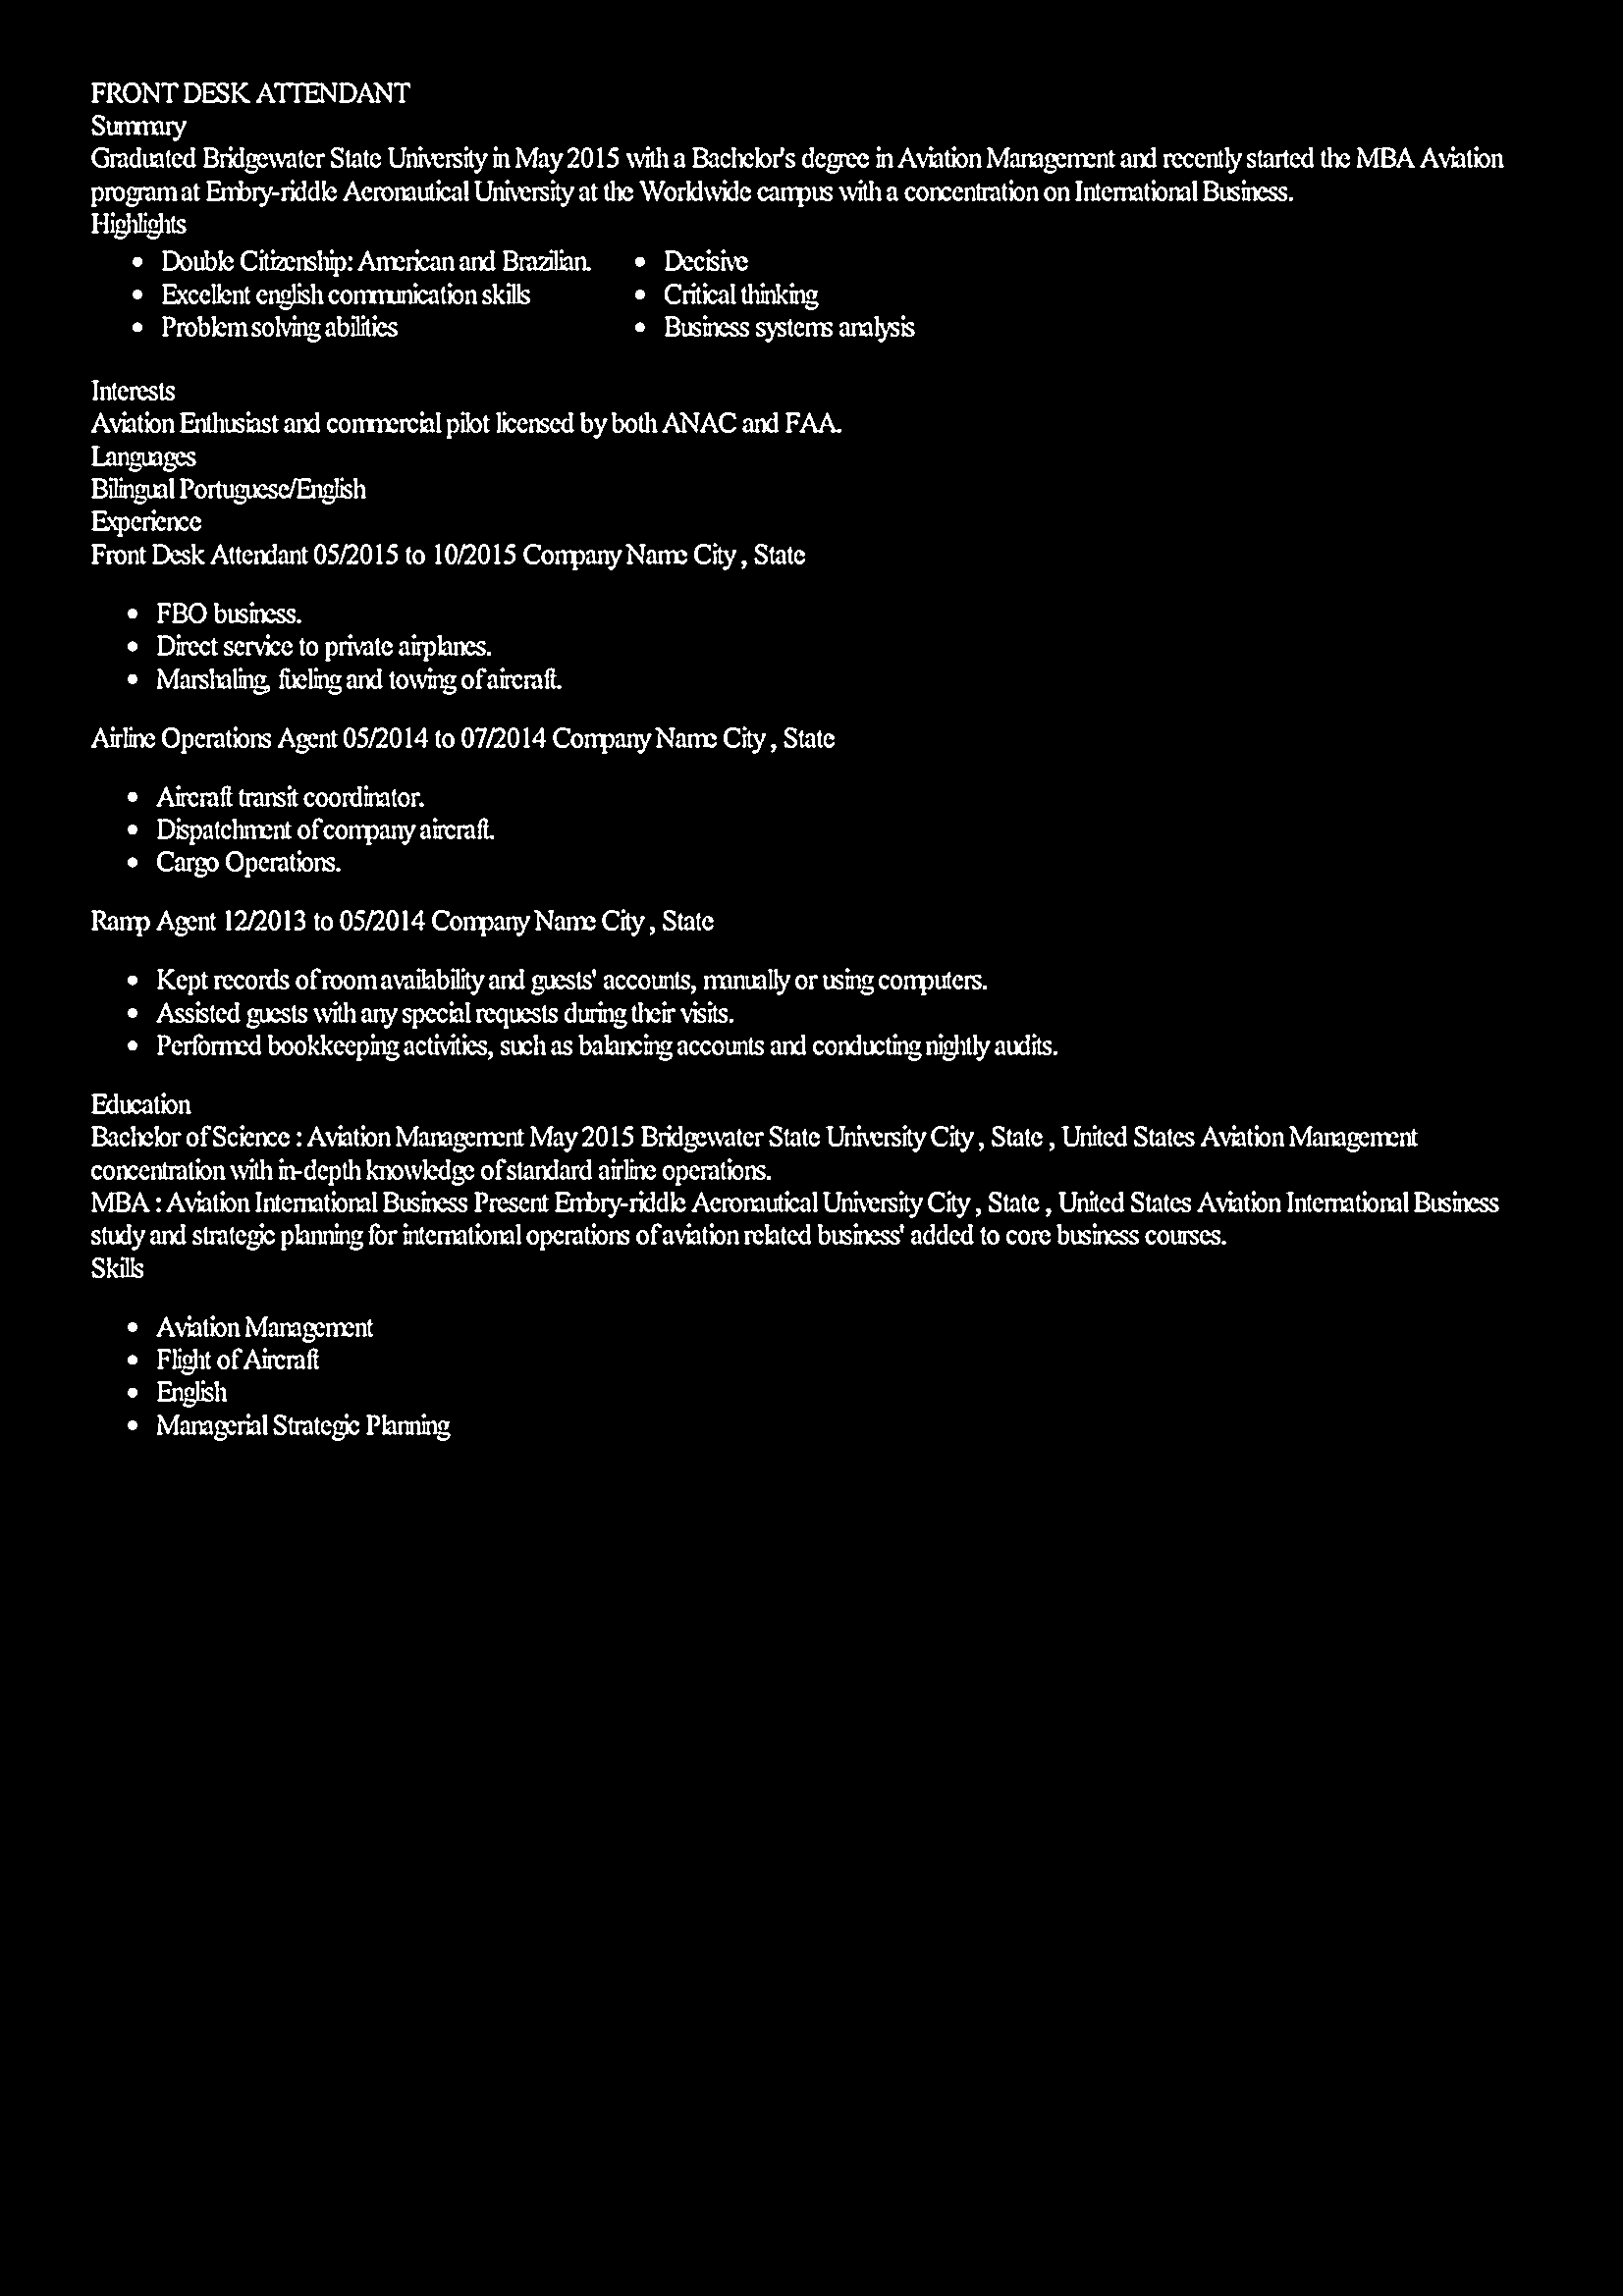 FRONT DESK ATTENDANT
Summary
Graduated Bridgewater State University in May 2015 with a Bachelor's degree in Aviation Management and recently started the MBA Aviation
program at Embry-riddle Aeronautical University at the Worldwide campus with a concentration on International Business.
Highlights
• Double Citizenship: American and Brazilian.
• Excellent english communication skills
• Problem solving abilities
• Decisive
• Critical thinking
• Business systems analysis
Interests
Aviation Enthusiast and commercial pilot licensed by both ANAC and FAA.
Languages
Bilingual Portuguese/English
Experience
Front Desk Attendant 05/2015 to 10/2015 Company Name City , State
• FBO business.
• Direct service to private airplanes.
• Marshaling, fueling and towing of aircraft.
Airline Operations Agent 05/2014 to 07/2014 Company Name City , State
• Aircraft transit coordinator.
• Dispatchment of company aircraft.
• Cargo Operations.
Ramp Agent 12/2013 to 05/2014 Company Name City , State
• Kept records of room availability and guests' accounts, manually or using computers.
• Assisted guests with any special requests during their visits.
• Performed bookkeeping activities, such as balancing accounts and conducting nightly audits.
Education
Bachelor of Science : Aviation Management May 2015 Bridgewater State University City , State , United States Aviation Management
concentration with in-depth knowledge of standard airline operations.
MBA : Aviation International Business Present Embry-riddle Aeronautical University City , State , United States Aviation International Business
study and strategic planning for international operations of aviation related business' added to core business courses.
Skills
• Aviation Management
• Flight of Aircraft
• English
• Managerial Strategic Planning